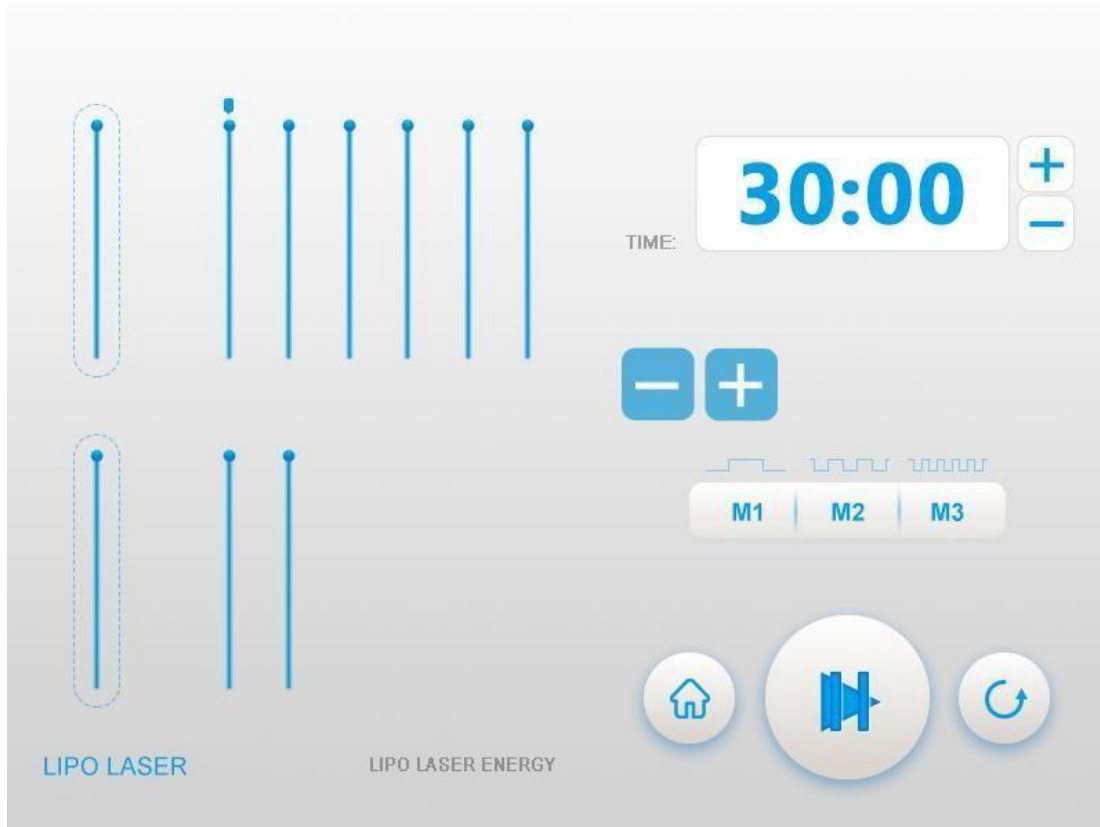 30:00
TIME:
M1 M2 M3
LIPO LASER
LIPO LASER ENERGY